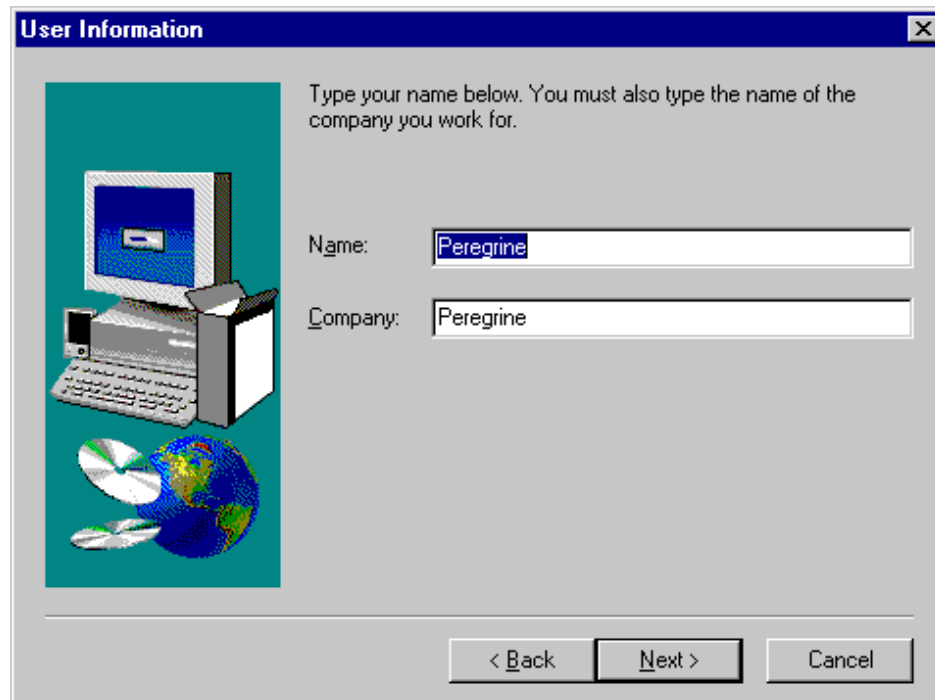 User Information
Type your name below. You must also type the name of the
company you work for.
Name: Peregrine
Company: Peregrine
< Back Next > Cancel